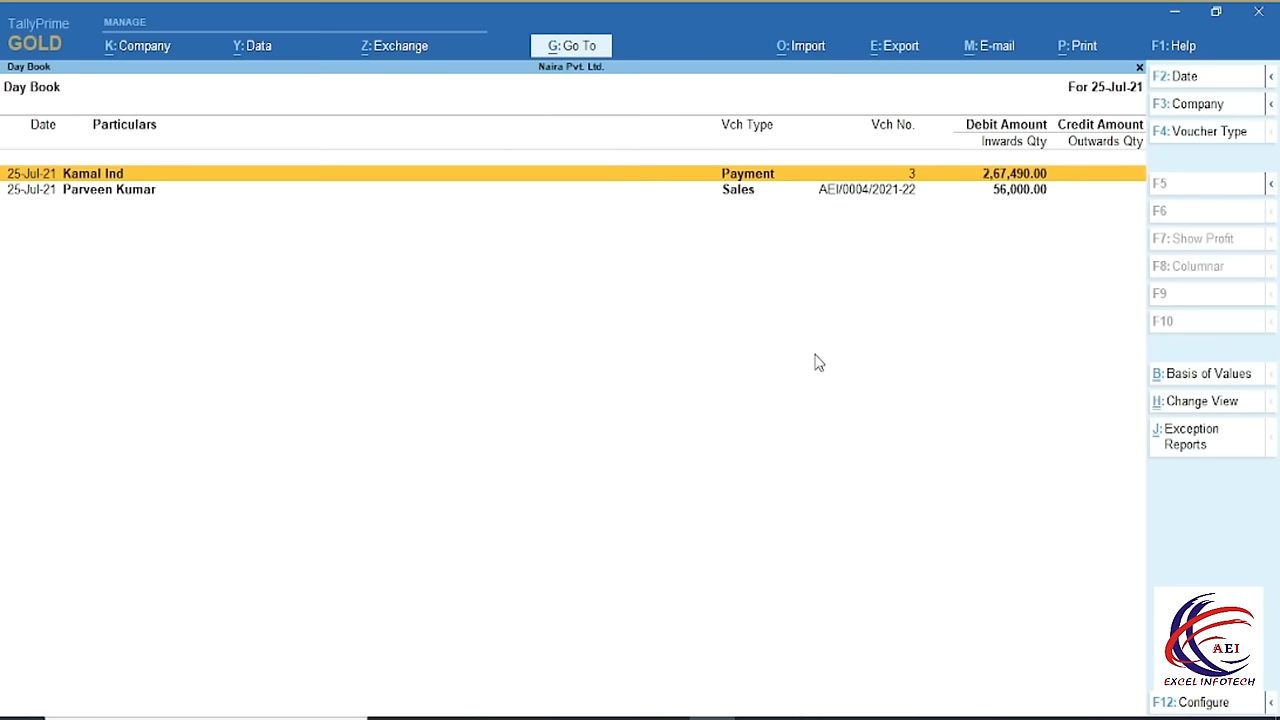 TallyPrime
GOLD
MANAGE
K: Company
Y: Data
Z: Exchange
G: Go To
O: Import
E: Export
M: E-mail
P: Print
F1: Help
Day Book
Naira Pvt. Ltd.
Day Book
For 25-Jul-21
Date Particulars Vch Type Vch No. Debit Amount Credit Amount
Inwards Qty Outwards Qty
25-Jul-21 Kamal Ind Payment 3 2,67,490.00
25-Jul-21 Parveen Kumar Sales AEI/0004/2021-22 56,000.00
F2: Date
F3: Company
F4: Voucher Type
F5
F6
F7: Show Profit
F8: Columnar
F9
F10
B: Basis of Values
H: Change View
J: Exception
Reports
AEI
EXCEL INFOTECH
F12: Configure